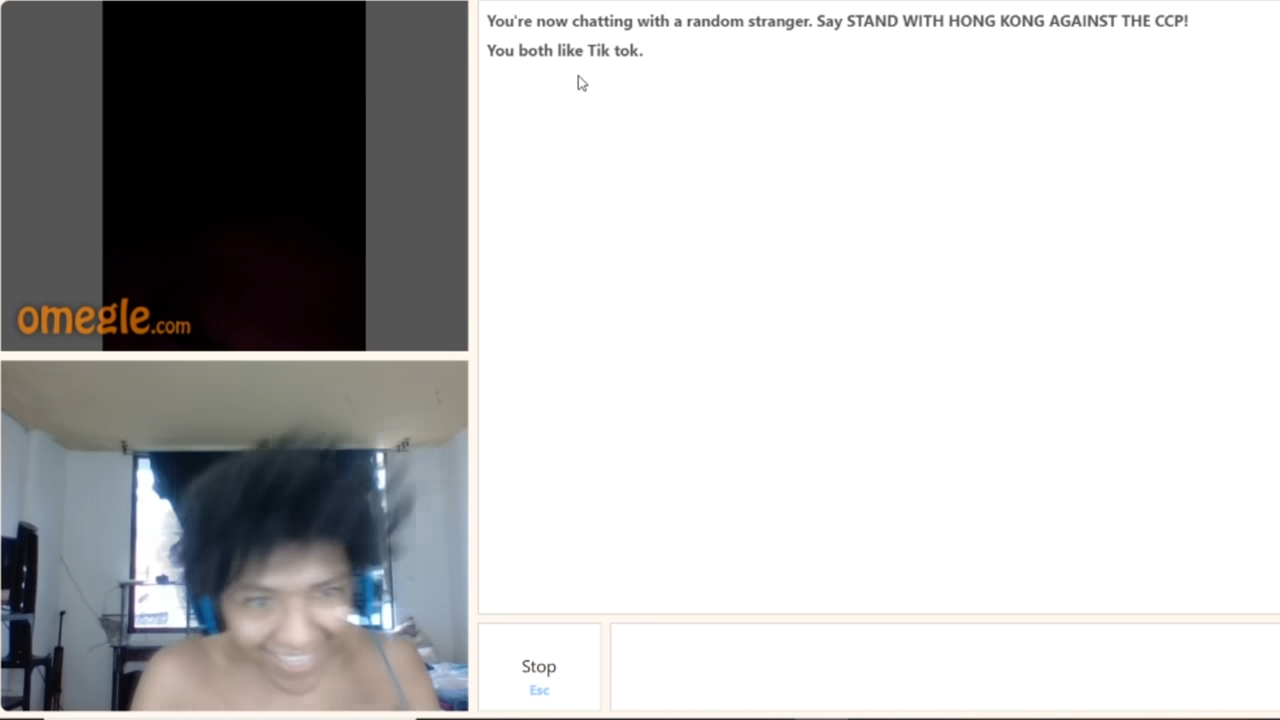 You're now chatting with a random stranger. Say STAND WITH HONG KONG AGAINST THE CCP!
You both like Tik tok.
omegle.com
Stop
Esc